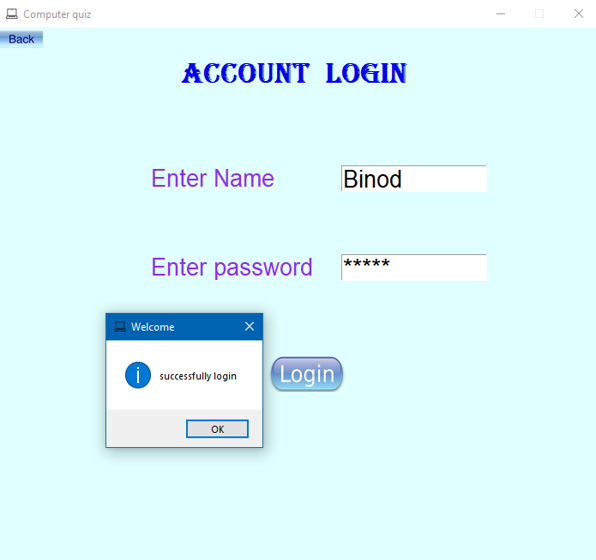 Computer quiz
Back
ACCOUNT LOGIN
Enter Name
Binod
Enter password
*****
Welcome
successfully login
Login
OK